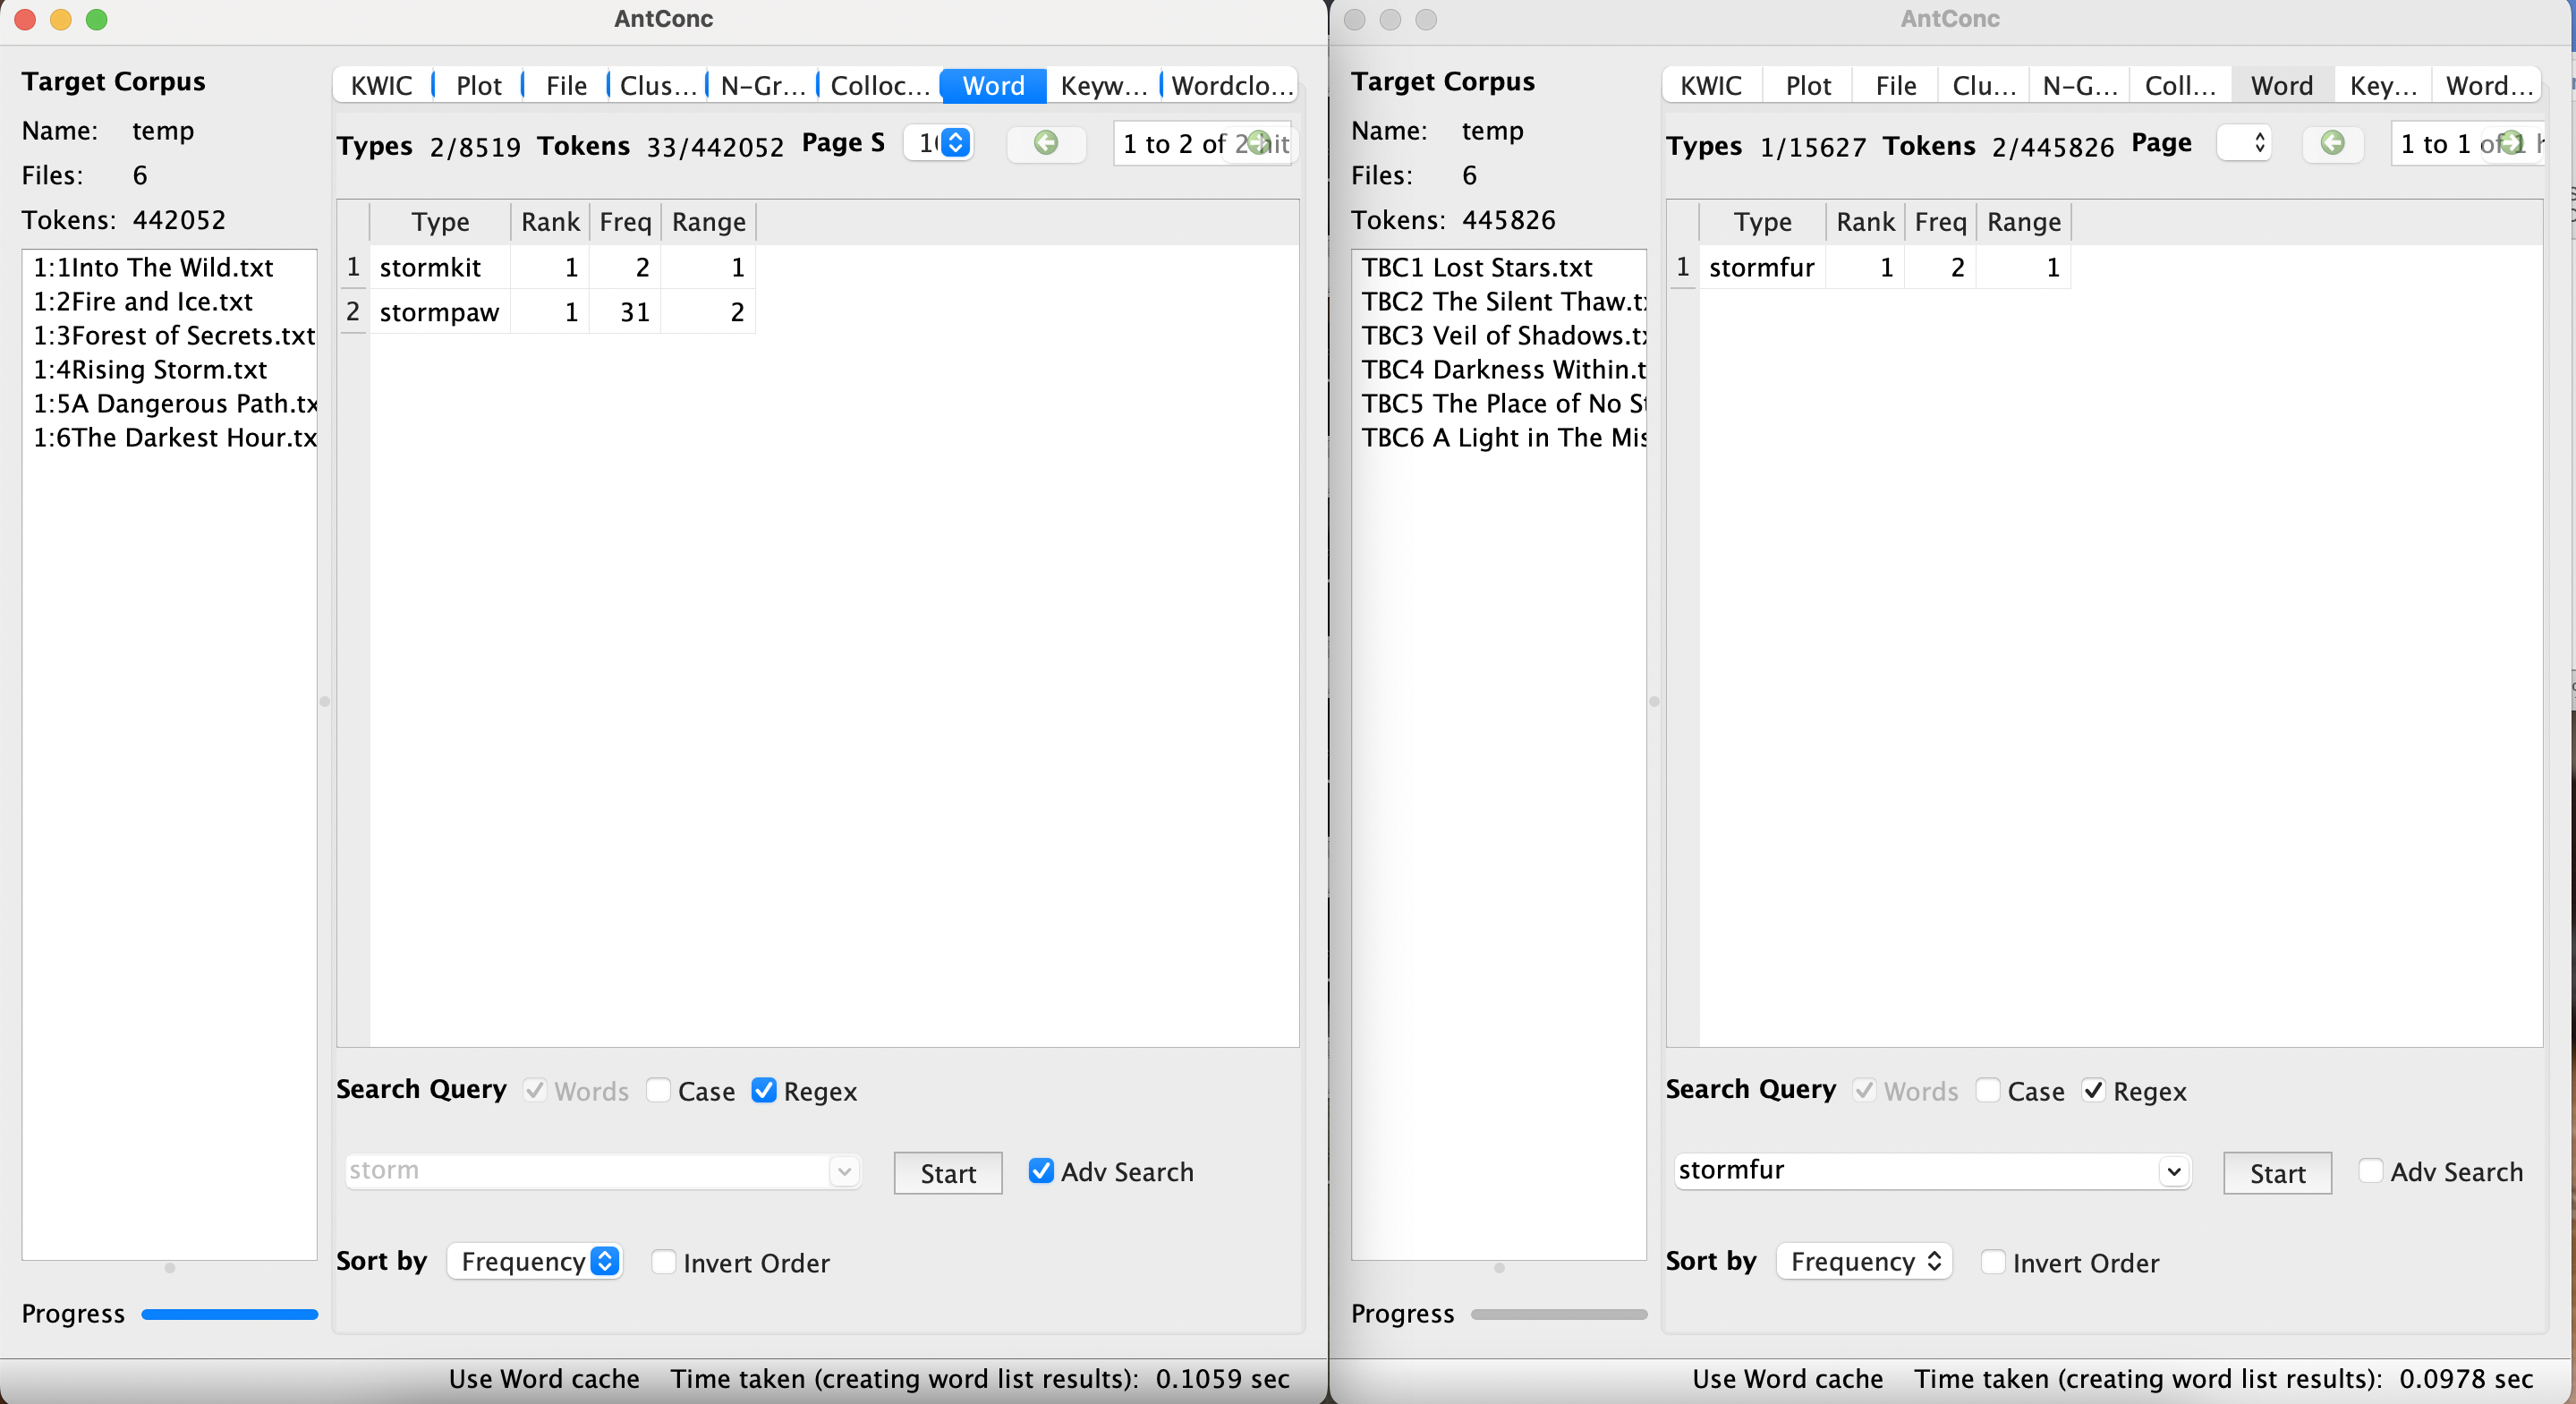 AntConc
Target Corpus
Name: temp
Files: 6
Tokens: 442052
1:1Into The Wild.txt
1:2Fire and Ice.txt
1:3Forest of Secrets.txt
1:4Rising Storm.txt
1:5A Dangerous Path.tx
1:6The Darkest Hour.tx
KWIC Plot File Clus... N-Gr... Colloc... Word Keyw... Wordclo...
Types 2/8519 Tokens 33/442052 Page S 1 1 to 2 of 2 hit
Type Rank Freq Range
1 stormkit 1 2 1
2 stormpaw 1 31 2
Search Query Words Case Regex
storm Start Adv Search
Sort by Frequency Invert Order
Progress
Use Word cache Time taken (creating word list results): 0.1059 sec
AntConc
Target Corpus
Name: temp
Files: 6
Tokens: 445826
TBC1 Lost Stars.txt
TBC2 The Silent Thaw.t
TBC3 Veil of Shadows.t
TBC4 Darkness Within.t
TBC5 The Place of No St
TBC6 A Light in The Mis
KWIC Plot File Clu... N-G... Coll... Word Key... Word...
Types 1/15627 Tokens 2/445826 Page 1 to 1 of 1 h
Type Rank Freq Range
1 stormfur 1 2 1
Search Query Words Case Regex
stormfur Start Adv Search
Sort by Frequency Invert Order
Progress
Use Word cache Time taken (creating word list results): 0.0978 sec